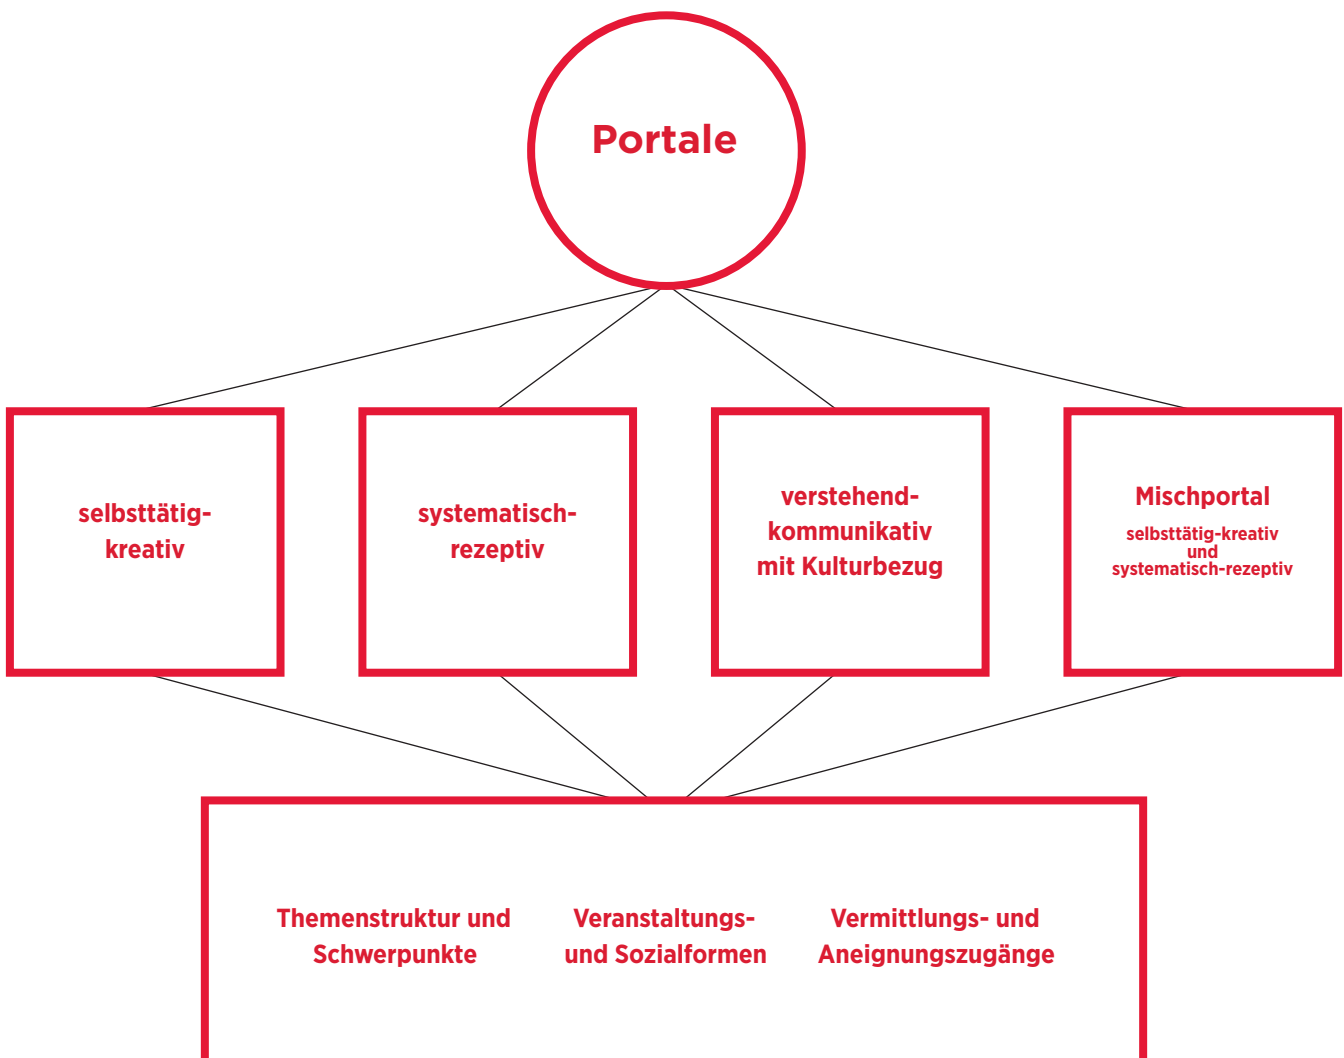 Portale
selbsttätig-
kreativ
systematisch-
rezeptiv
verstehend-
kommunikativ
mit Kulturbezug
Mischportal
selbsttätig-kreativ
und
systematisch-rezeptiv
Themenstruktur und
Schwerpunkte
Veranstaltungs-
und Sozialformen
Vermittlungs- und
Aneignungszugänge